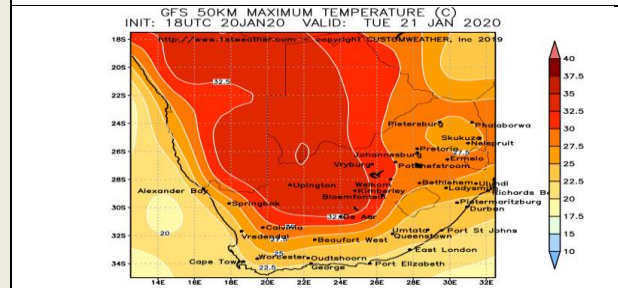 GFS 50KM MAXIMUM TEMPERATURE (C)
INIT: 18UTC 20JAN20 VALID: TUE 21 JAN 2020
18S
http://www.1stweather.com -- copyright CUSTOMWEATHER, Inc 2019
20S
32.5
22S
24S
Pietersburg Phalaborwa
Skukuza
26S
Johannesburg Pretoria Nelspruit
27.5
Vryburg Potchefstroom Ermelo
28S
Alexander Bay Upington Welkom Kimberley Bethlehem Ulundi
Ladysmith Richards B
Springbok Bloemfontein
30S
Pietermaritzburg
De Aar Durban
20
Calvinia
Vredendal Beaufort West Umtata Port St Johns
32S
27.5 Queenstown
25
East London
Cape Town Worcester Oudtshoorn
34S
22.5 George Port Elizabeth
14E 16E 18E 20E 22E 24E 26E 28E 30E 32E
40
37.5
35
32.5
30
27.5
25
22.5
20
17.5
15
10